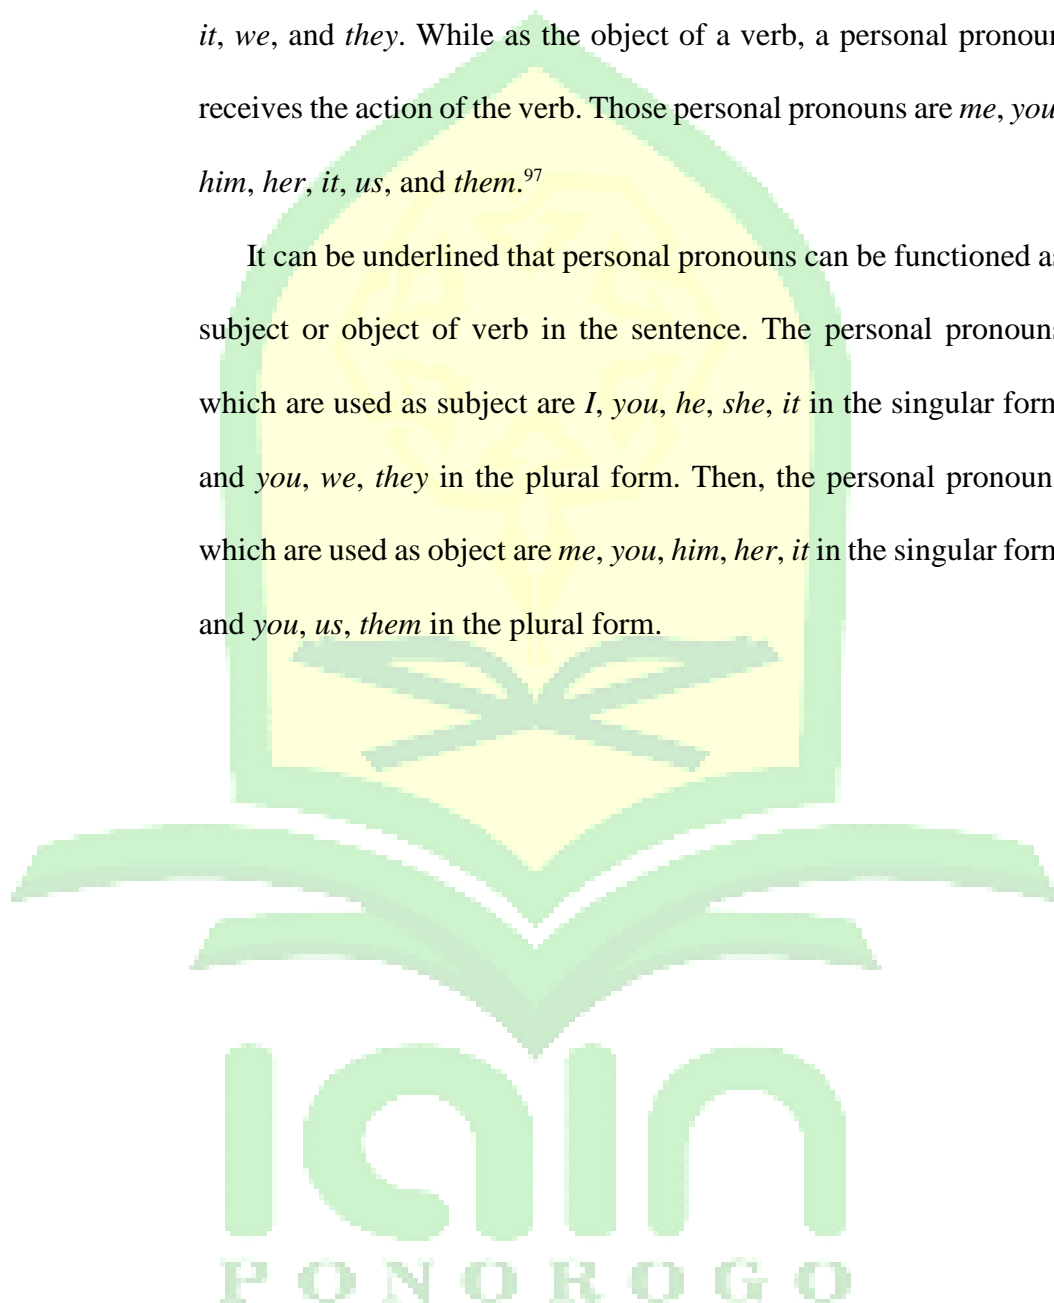 it, we, and they. While as the object of a verb, a personal pronoun
receives the action of the verb. Those personal pronouns are me, you
him, her, it, us, and them.97
It can be underlined that personal pronouns can be functioned as
subject or object of verb in the sentence. The personal pronouns
which are used as subject are I, you, he, she, it in the singular form
and you, we, they in the plural form. Then, the personal pronoun
which are used as object are me, you, him, her, it in the singular form
and you, us, them in the plural form.
iain
PONOROGO